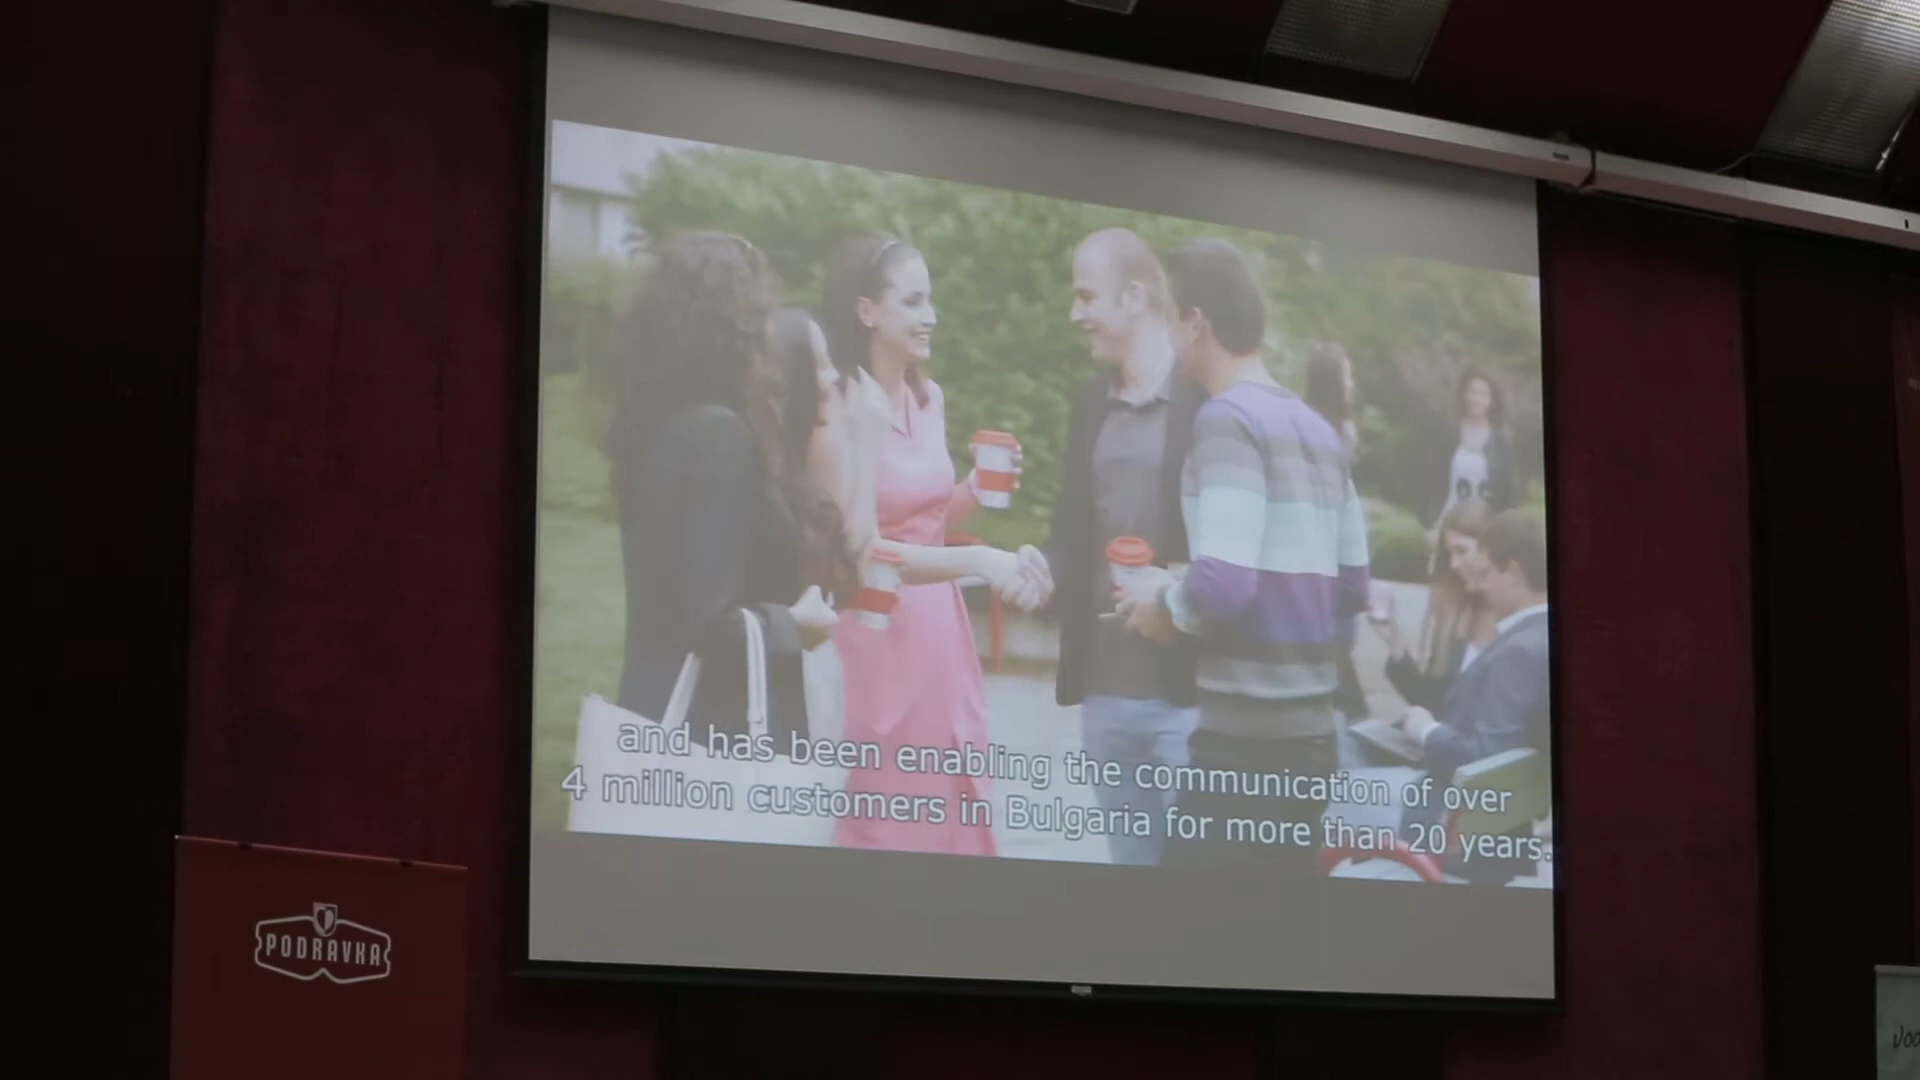 and has been enabling the communication of over
4 million customers in Bulgaria for more than 20 years.
PODRAVKA